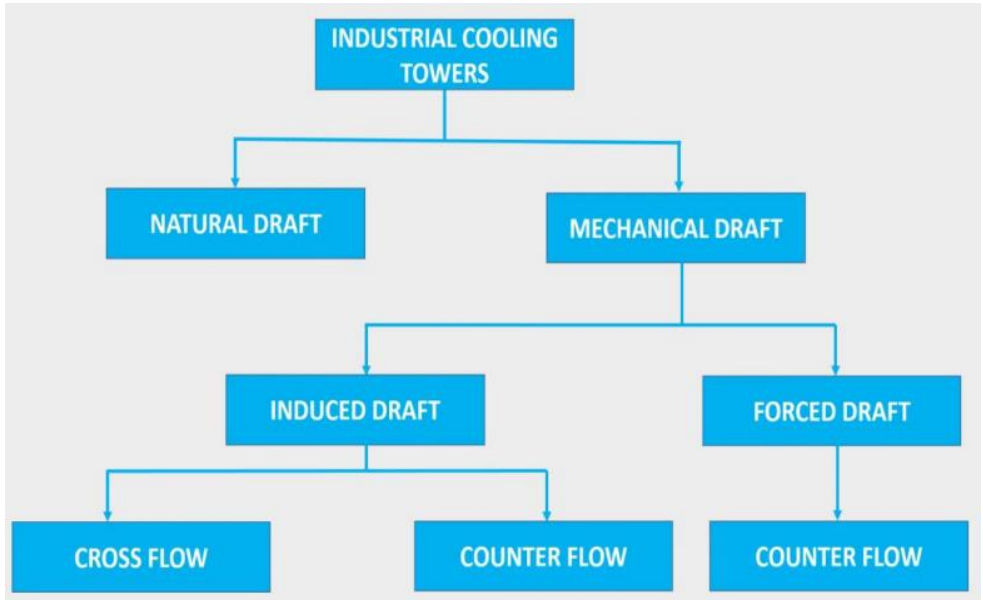 INDUSTRIAL COOLING
TOWERS
NATURAL DRAFT
MECHANICAL DRAFT
INDUCED DRAFT
FORCED DRAFT
CROSS FLOW
COUNTER FLOW
COUNTER FLOW